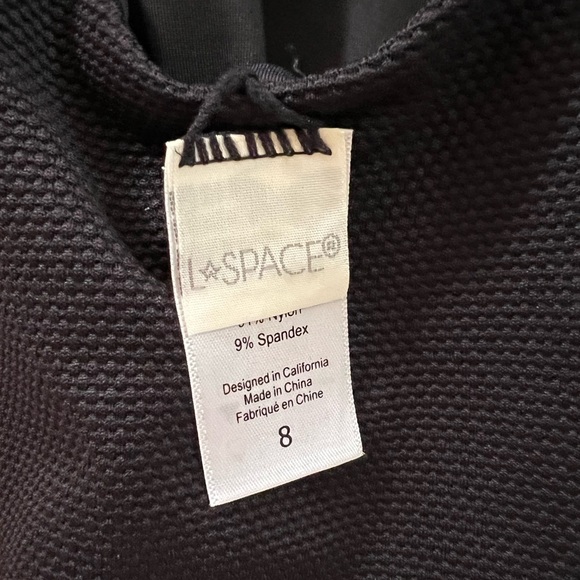 L☆SPACE®
9% Spandex
Designed in California
Made in China
Fabriqué en Chine
8